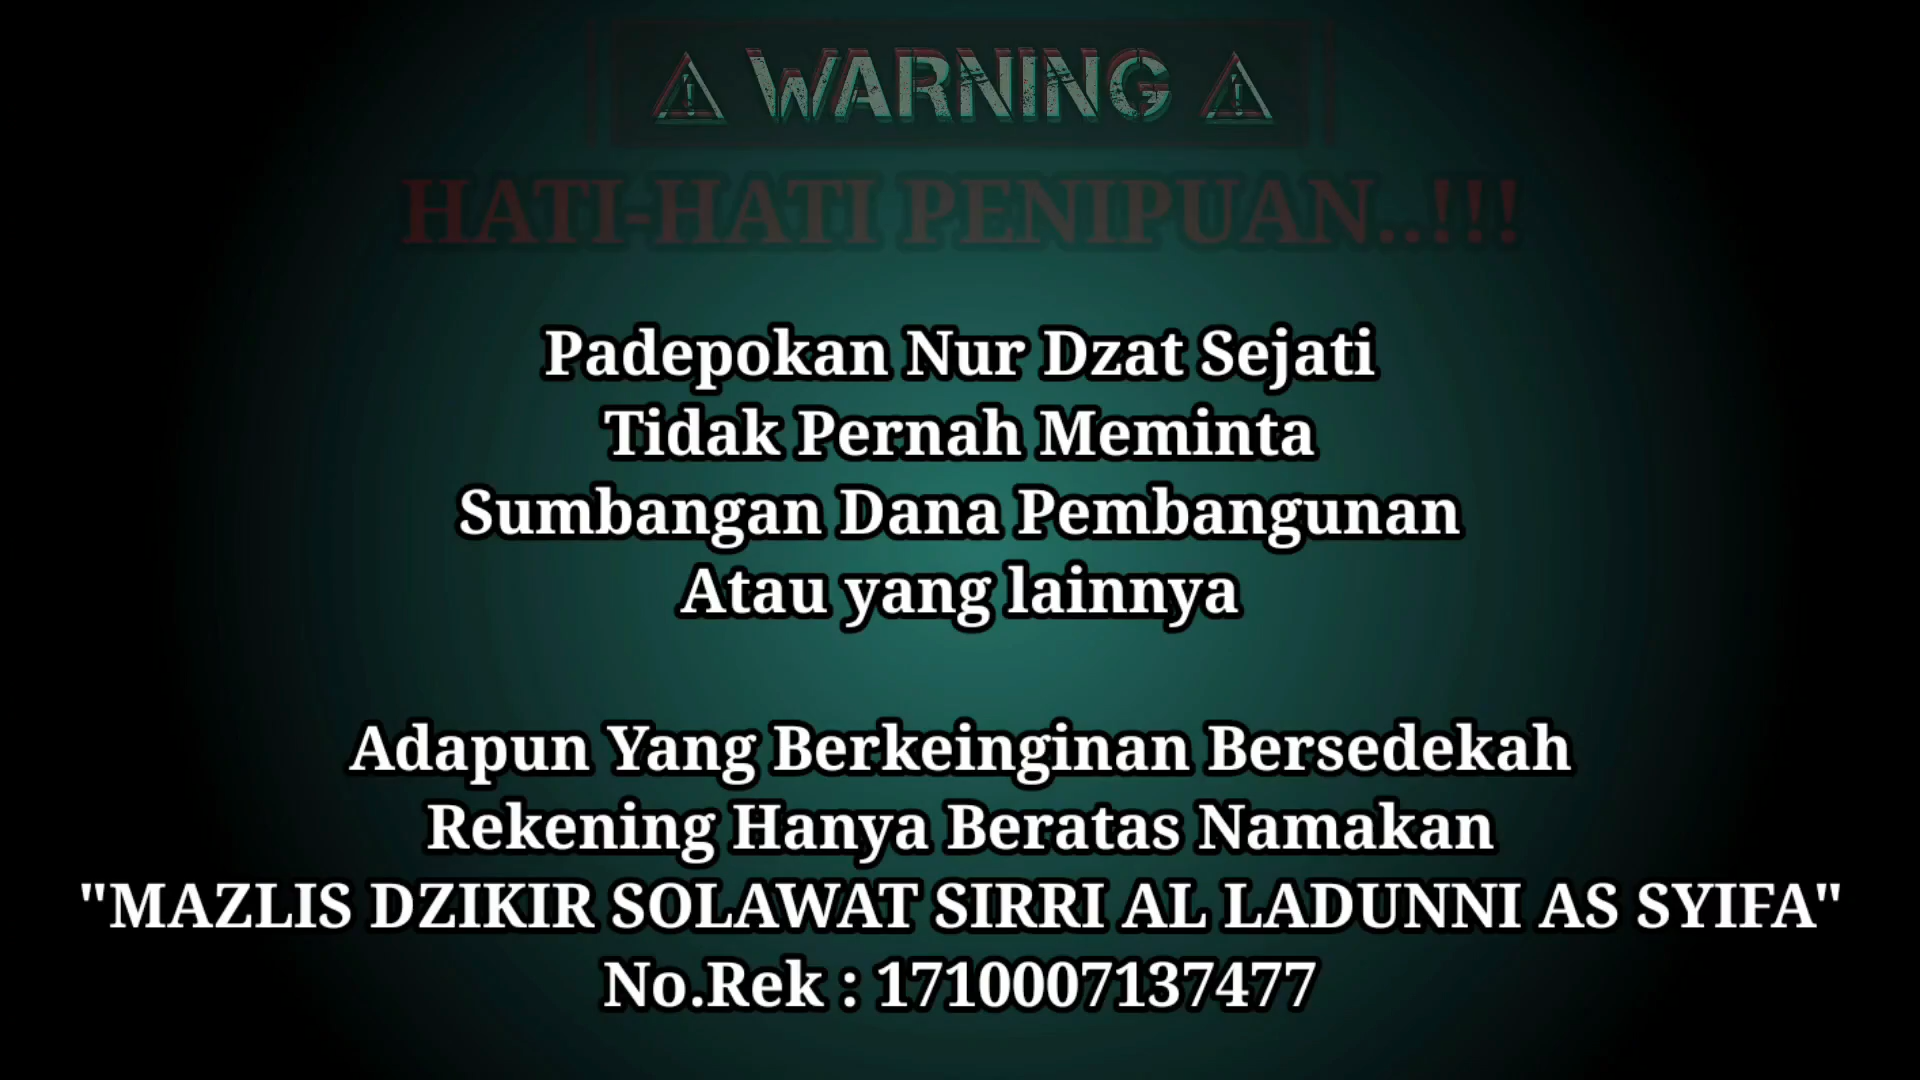 ⚠ WARNING ⚠
HATI-HATI PENIPUAN..!!!
Padepokan Nur Dzat Sejati
Tidak Pernah Meminta
Sumbangan Dana Pembangunan
Atau yang lainnya
Adapun Yang Berkeinginan Bersedekah
Rekening Hanya Beratas Namakan
"MAZLIS DZIKIR SOLAWAT SIRRI AL LADUNNI AS SYIFA"
No.Rek : 1710007137477